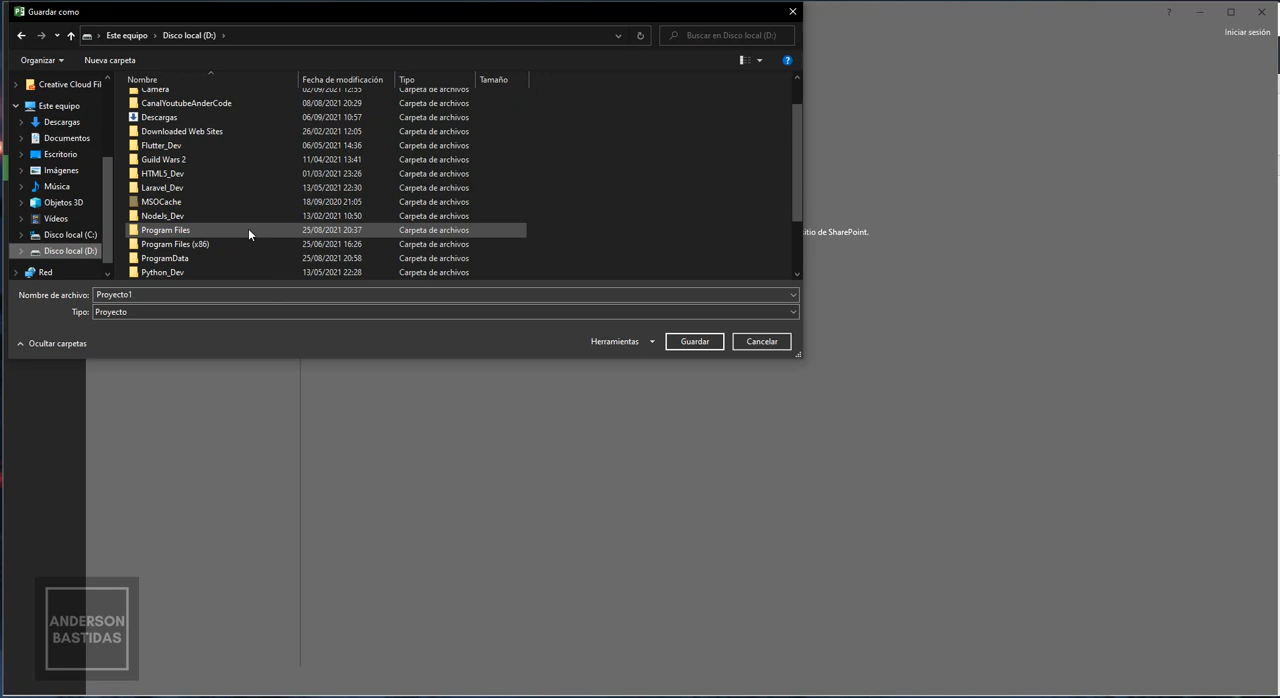 Guardar como
Iniciar sesión
Este equipo > Disco local (D:) >
Buscar en Disco local (D:)
Organizar Nueva carpeta
Nombre Fecha de modificación Tipo Tamaño
Creative Cloud Fil
Este equipo
Descargas
Documentos
Escritorio
Imágenes
Música
Objetos 3D
Vídeos
Disco local (C:)
Disco local (D:)
Red
Camera 02/09/2021 12:55 Carpeta de archivos
CanalYoutubeAnderCode 08/08/2021 20:29 Carpeta de archivos
Descargas 06/09/2021 10:57 Carpeta de archivos
Downloaded Web Sites 26/02/2021 12:05 Carpeta de archivos
Flutter_Dev 06/05/2021 14:36 Carpeta de archivos
Guild Wars 2 11/04/2021 13:41 Carpeta de archivos
HTML5_Dev 01/03/2021 23:26 Carpeta de archivos
Laravel_Dev 13/05/2021 22:30 Carpeta de archivos
MSOCache 18/09/2020 21:05 Carpeta de archivos
NodeJs_Dev 13/02/2021 10:50 Carpeta de archivos
Program Files 25/08/2021 20:37 Carpeta de archivos
Program Files (x86) 25/06/2021 16:26 Carpeta de archivos
ProgramData 25/08/2021 20:58 Carpeta de archivos
Python_Dev 13/05/2021 22:28 Carpeta de archivos
sitio de SharePoint.
Nombre de archivo: Proyecto1
Tipo: Proyecto
Ocultar carpetas
Herramientas Guardar Cancelar
ANDERSON
BASTIDAS